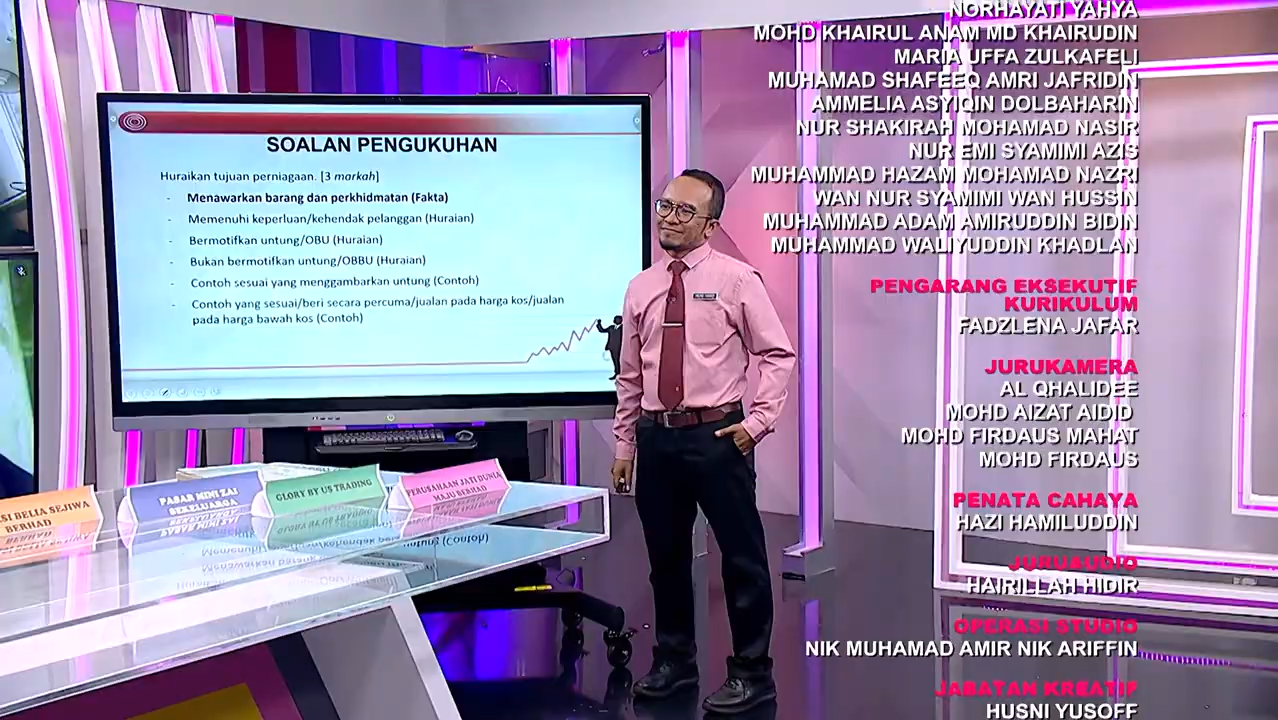 SOALAN PENGUKUHAN
Huraikan tujuan perniagaan. [3 markah]
- Menawarkan barang dan perkhidmatan (Fakta)
- Memenuhi keperluan/kehendak pelanggan (Huraian)
- Bermotifkan untung/OBU (Huraian)
- Bukan bermotifkan untung/OBBU (Huraian)
- Contoh sesuai yang menggambarkan untung (Contoh)
- Contoh yang sesuai/beri secara percuma/jualan pada harga kos/jualan
pada harga bawah kos (Contoh)
SI BELIA SEJIWA
BERHAD
PASAR MINI ZAI
SEKELUARGA
GLORY BY US TRADING
PERUSAHAAN JATI DUNIA
MAJU BERHAD
NORHAYATI YAHYA
MOHD KHAIRUL ANAM MD KHAIRUDIN
MARIA UFFA ZULKAFELI
MUHAMAD SHAFEEQ AMRI JAFRIDIN
AMMELIA ASYIQIN DOLBAHARIN
NUR SHAKIRAH MOHAMAD NASIR
NUR EMI SYAMIMI AZIS
MUHAMMAD HAZAM MOHAMAD NAZRI
WAN NUR SYAMIMI WAN HUSSIN
MUHAMMAD ADAM AMIRUDDIN BIDIN
MUHAMMAD WALIYUDDIN KHADLAN
PENGARANG EKSEKUTIF
KURIKULUM
FADZLENA JAFAR
JURUKAMERA
AL QHALIDEE
MOHD AIZAT AIDID
MOHD FIRDAUS MAHAT
MOHD FIRDAUS
PENATA CAHAYA
HAZI HAMILUDDIN
JURUAUDIO
HAIRILLAH HIDIR
OPERASI STUDIO
NIK MUHAMAD AMIR NIK ARIFFIN
JABATAN KREATIF
HUSNI YUSOFF